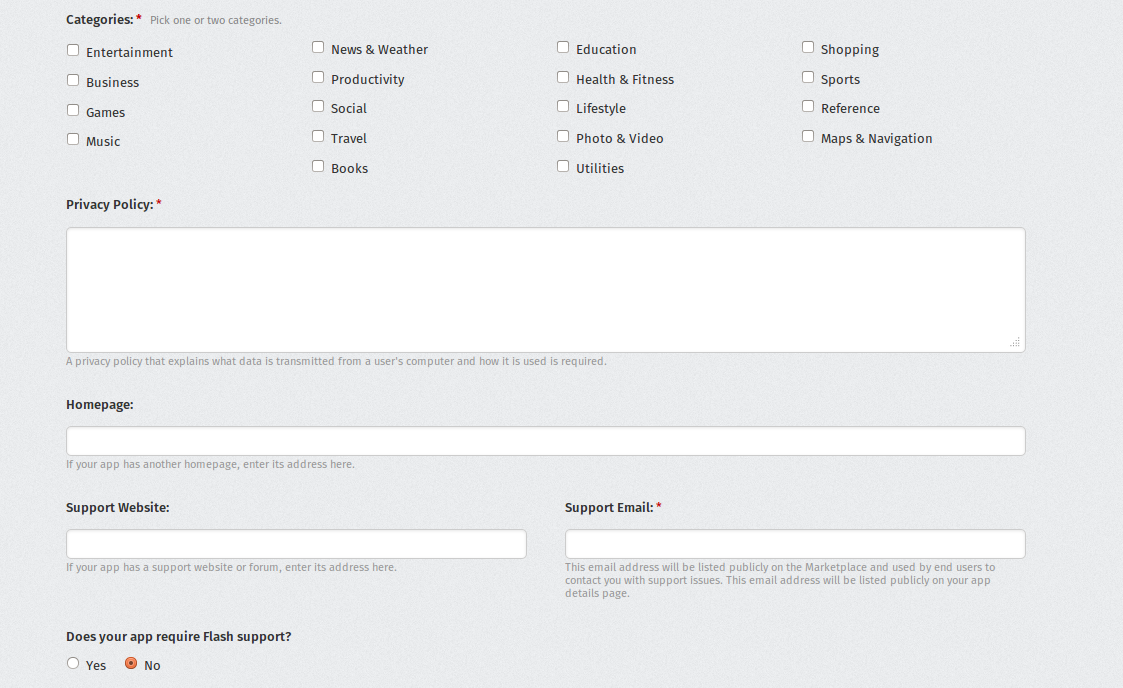 Categories: * Pick one or two categories.
Entertainment
Business
Games
Music
News & Weather
Productivity
Social
Travel
Books
Education
Health & Fitness
Lifestyle
Photo & Video
Utilities
Shopping
Sports
Reference
Maps & Navigation
Privacy Policy: *
A privacy policy that explains what data is transmitted from a user's computer and how it is used is required.
Homepage:
If your app has another homepage, enter its address here.
Support Website:
If your app has a support website or forum, enter its address here.
Support Email: *
This email address will be listed publicly on the Marketplace and used by end users to
contact you with support issues. This email address will be listed publicly on your app
details page.
Does your app require Flash support?
Yes No